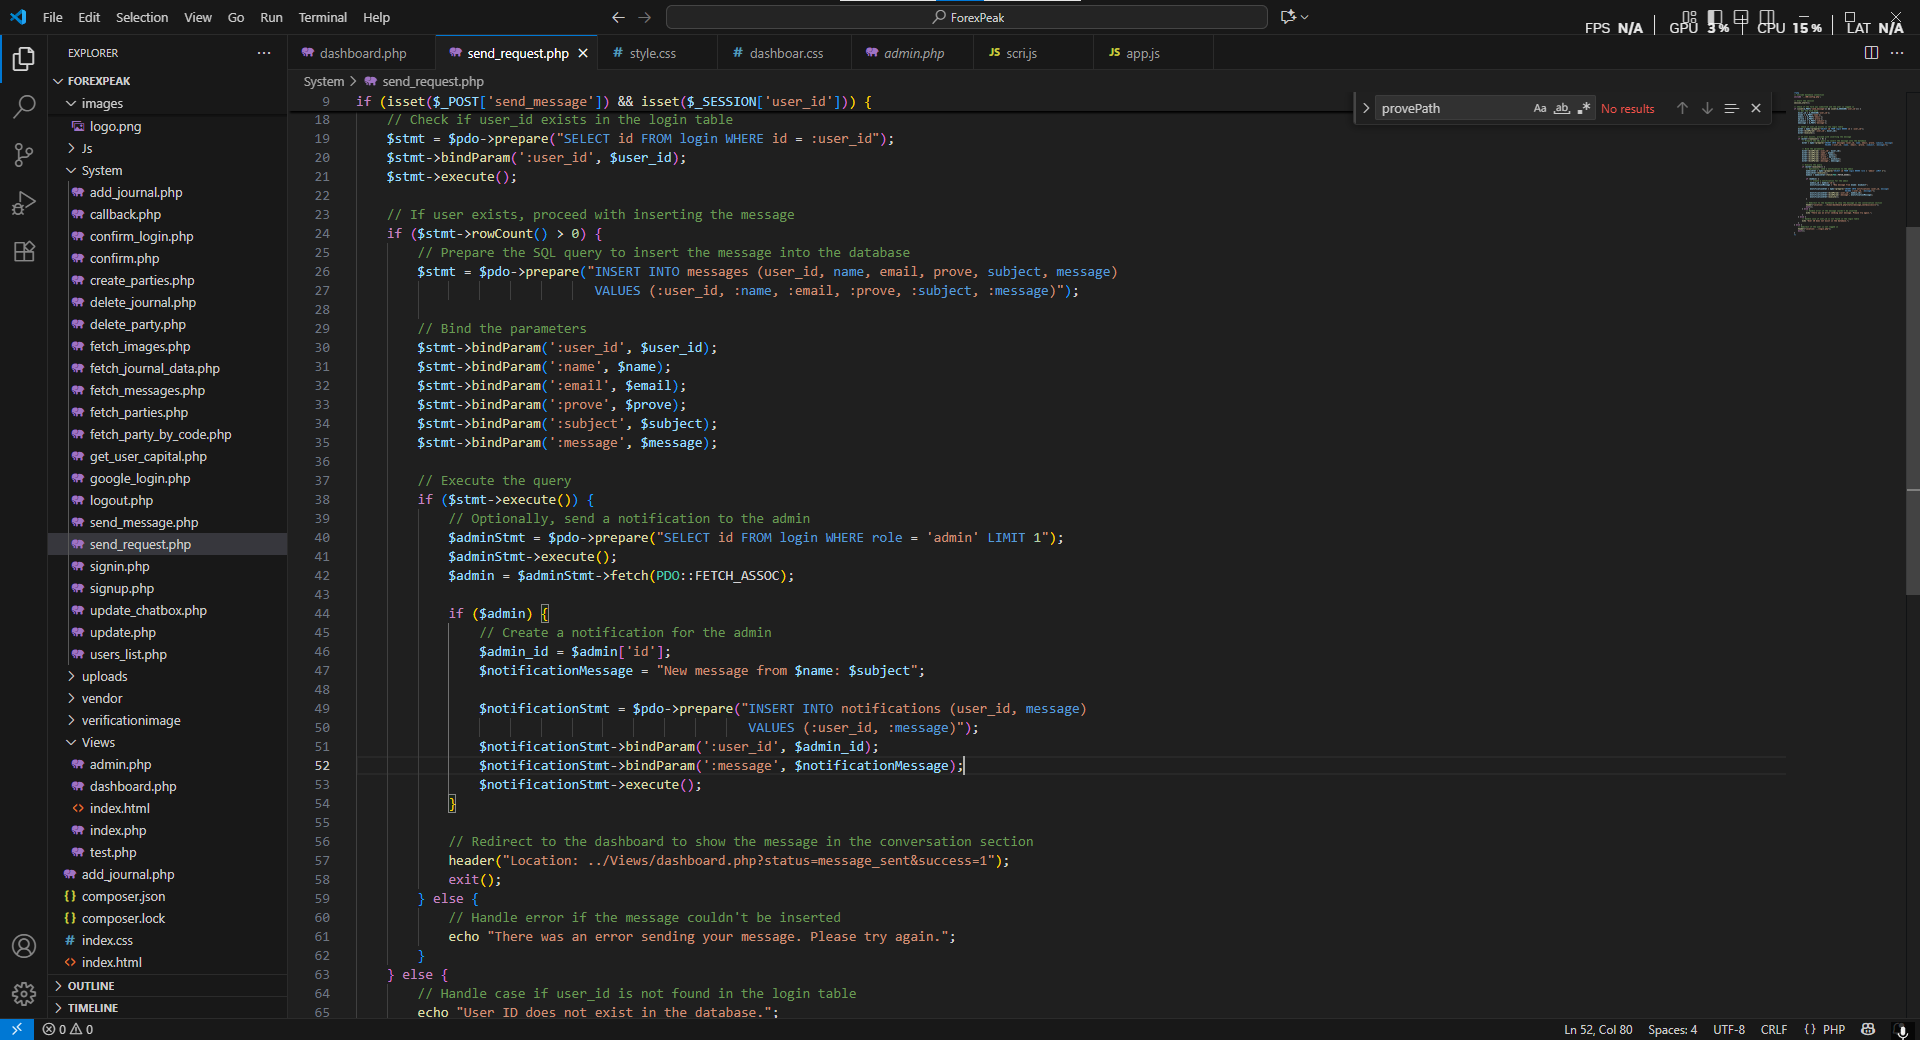 File Edit Selection View Go Run Terminal Help
ForexPeak
FPS N/A GPU 3 % CPU 15 % LAT N/A
EXPLORER
dashboard.php
send_request.php
# style.css
# dashboar.css
admin.php
JS scri.js
JS app.js
System > send_request.php
provePath
Aa ab .*
No results
FOREXPEAK
images
logo.png
Js
System
add_journal.php
callback.php
confirm_login.php
confirm.php
create_parties.php
delete_journal.php
delete_party.php
fetch_images.php
fetch_journal_data.php
fetch_messages.php
fetch_parties.php
fetch_party_by_code.php
get_user_capital.php
google_login.php
logout.php
send_message.php
send_request.php
signin.php
signup.php
update_chatbox.php
update.php
users_list.php
uploads
vendor
verificationimage
Views
admin.php
dashboard.php
<> index.html
index.php
test.php
add_journal.php
{} composer.json
{} composer.lock
# index.css
<> index.html
OUTLINE
TIMELINE
9 if (isset($_POST['send_message']) && isset($_SESSION['user_id'])) {
18 // Check if user_id exists in the login table
19 $stmt = $pdo->prepare("SELECT id FROM login WHERE id = :user_id");
20 $stmt->bindParam(':user_id', $user_id);
21 $stmt->execute();
22
23 // If user exists, proceed with inserting the message
24 if ($stmt->rowCount() > 0) {
25 // Prepare the SQL query to insert the message into the database
26 $stmt = $pdo->prepare("INSERT INTO messages (user_id, name, email, prove, subject, message)
27 VALUES (:user_id, :name, :email, :prove, :subject, :message)");
28
29 // Bind the parameters
30 $stmt->bindParam(':user_id', $user_id);
31 $stmt->bindParam(':name', $name);
32 $stmt->bindParam(':email', $email);
33 $stmt->bindParam(':prove', $prove);
34 $stmt->bindParam(':subject', $subject);
35 $stmt->bindParam(':message', $message);
36
37 // Execute the query
38 if ($stmt->execute()) {
39 // Optionally, send a notification to the admin
40 $adminStmt = $pdo->prepare("SELECT id FROM login WHERE role = 'admin' LIMIT 1");
41 $adminStmt->execute();
42 $admin = $adminStmt->fetch(PDO::FETCH_ASSOC);
43
44 if ($admin) {
45 // Create a notification for the admin
46 $admin_id = $admin['id'];
47 $notificationMessage = "New message from $name: $subject";
48
49 $notificationStmt = $pdo->prepare("INSERT INTO notifications (user_id, message)
50 VALUES (:user_id, :message)");
51 $notificationStmt->bindParam(':user_id', $admin_id);
52 $notificationStmt->bindParam(':message', $notificationMessage);
53 $notificationStmt->execute();
54 }
55
56 // Redirect to the dashboard to show the message in the conversation section
57 header("Location: ../Views/dashboard.php?status=message_sent&success=1");
58 exit();
59 } else {
60 // Handle error if the message couldn't be inserted
61 echo "There was an error sending your message. Please try again.";
62 }
63 } else {
64 // Handle case if user_id is not found in the login table
65 echo "User ID does not exist in the database.";
0 0
Ln 52, Col 80 Spaces: 4 UTF-8 CRLF {} PHP